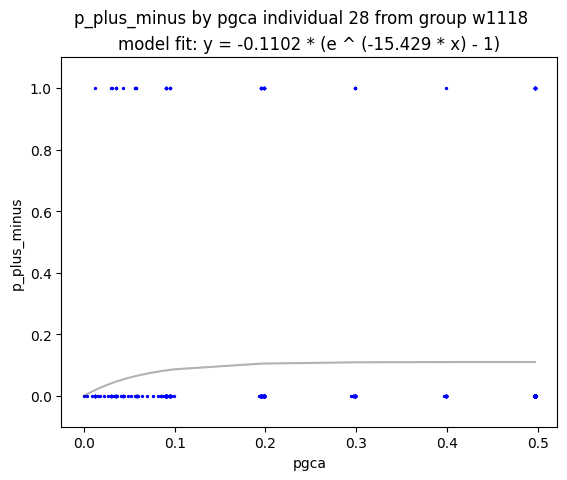 p_plus_minus by pgca individual 28 from group w1118
model fit: y = -0.1102 * (e ^ (-15.429 * x) - 1)
1.0
0.8
0.6
0.4
0.2
0.0
p_plus_minus
0.0 0.1 0.2 0.3 0.4 0.5
pgca